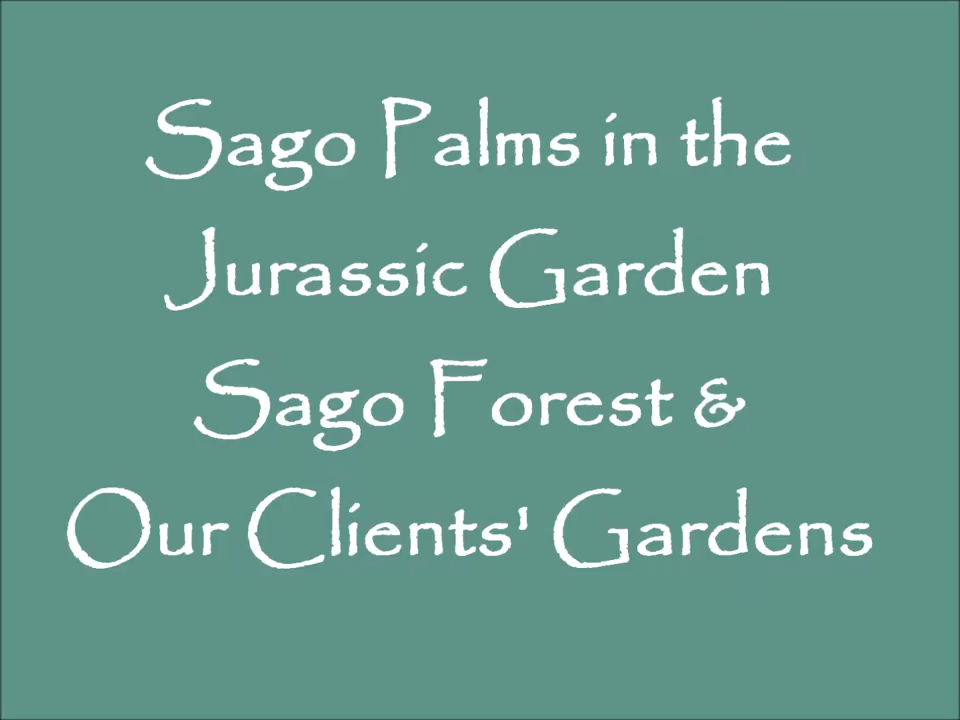 Sago Palms in the
Jurassic Garden
Sago Forest &
Our Clients' Gardens